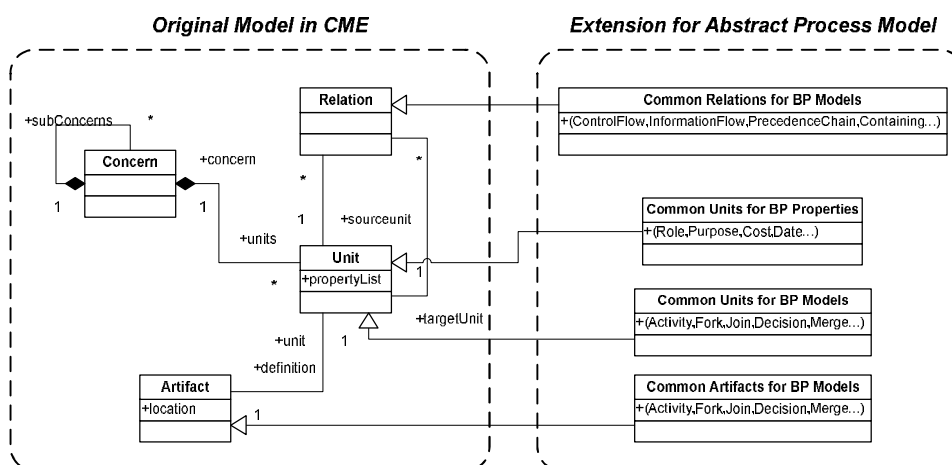 Original Model in CME
Extension for Abstract Process Model
Relation
+subConcerns
*
Concern
+concern
1
1
+units
*
*
*
1
+sourceunit
Unit
+propertyList
1
+targetUnit
1
+unit
+definition
Artifact
+location
1
Common Relations for BP Models
+(ControlFlow,InformationFlow,PrecedenceChain,Containing...)
Common Units for BP Properties
+(Role,Purpose,Cost,Date...)
Common Units for BP Models
+(Activity,Fork,Join,Decision,Merge...)
Common Artifacts for BP Models
+(Activity,Fork,Join,Decision,Merge...)